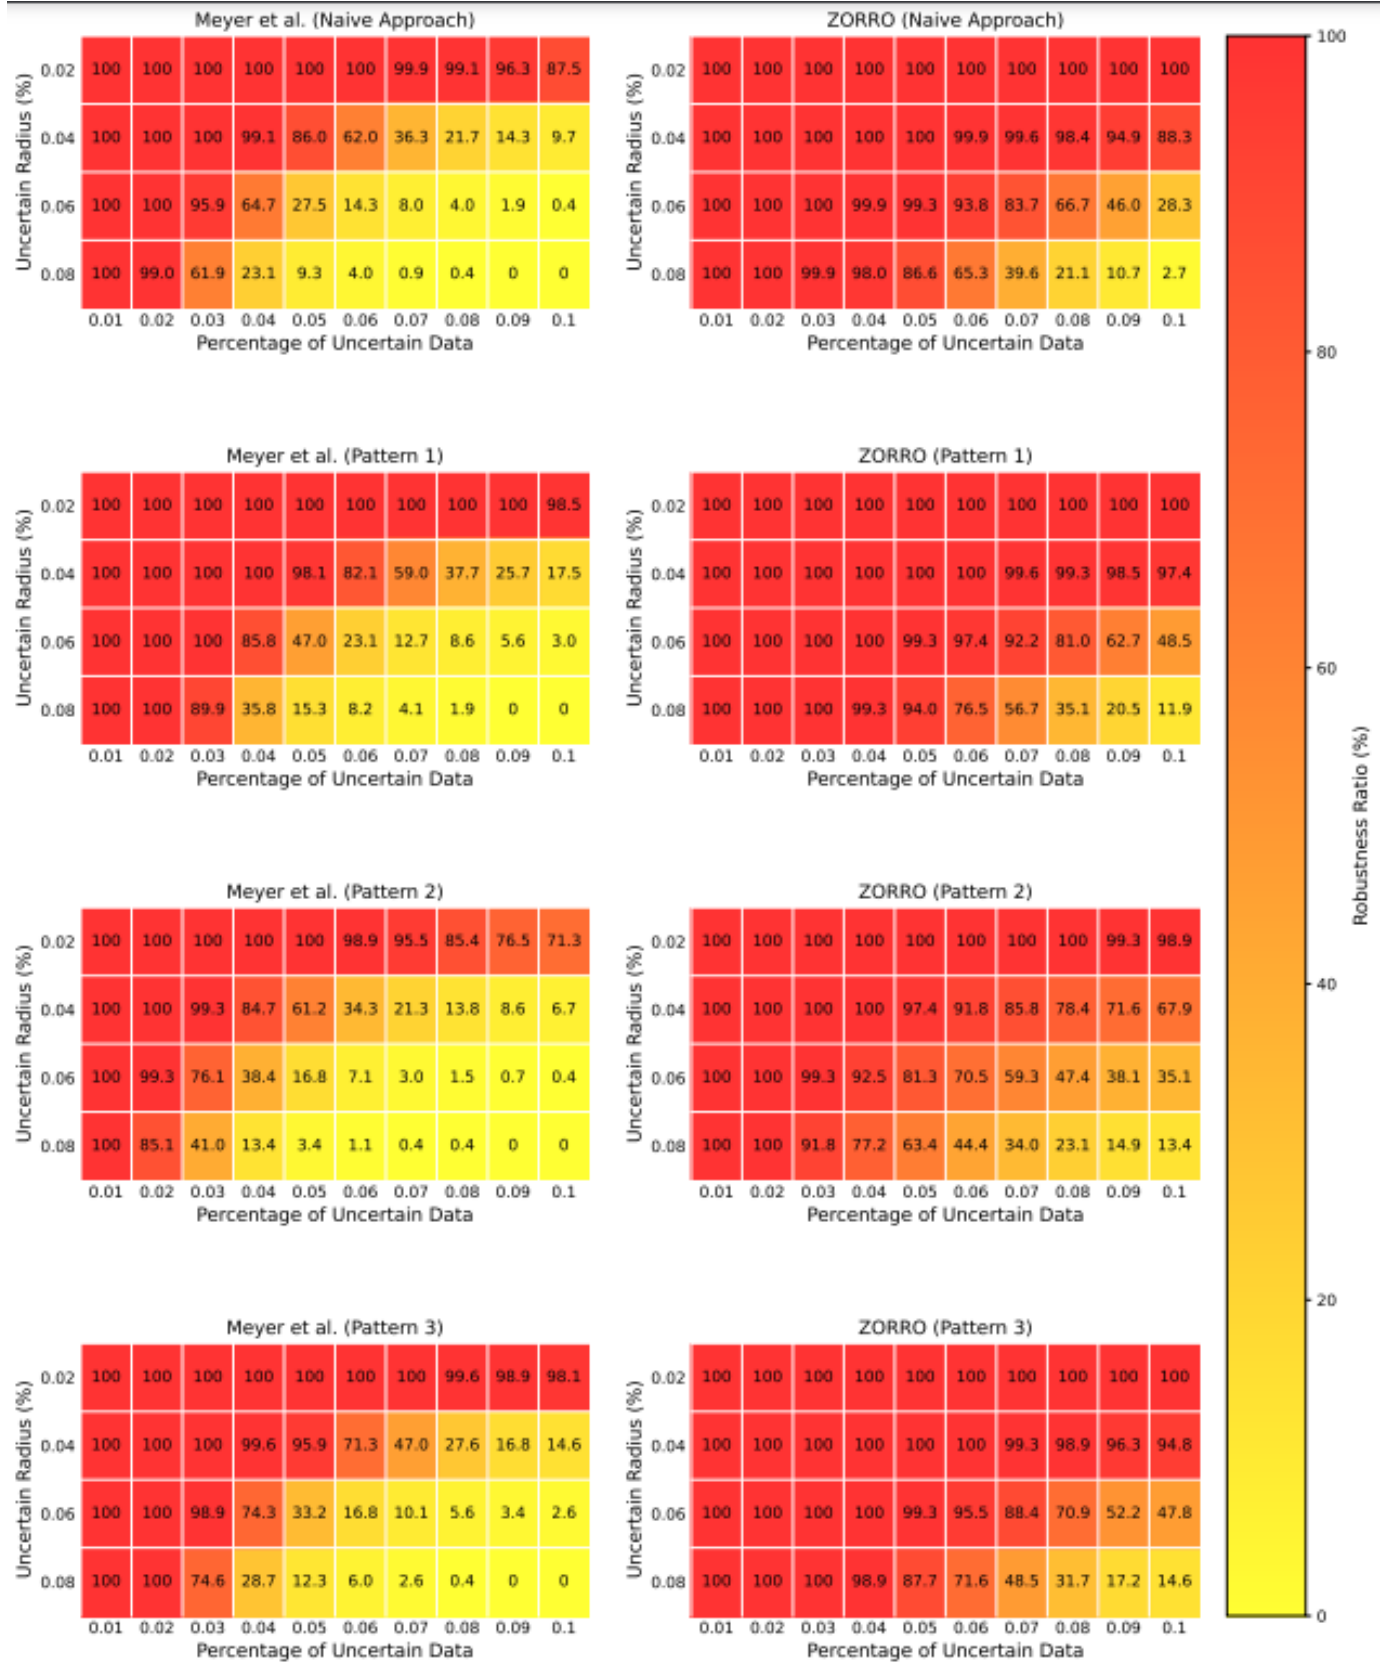 Meyer et al. (Naive Approach)
Uncertain Radius (%)
0.02 100 100 100 100 100 100 99.9 99.1 96.3 87.5
0.04 100 100 100 99.1 86.0 62.0 36.3 21.7 14.3 9.7
0.06 100 100 95.9 64.7 27.5 14.3 8.0 4.0 1.9 0.4
0.08 100 99.0 61.9 23.1 9.3 4.0 0.9 0.4 0 0
0.01 0.02 0.03 0.04 0.05 0.06 0.07 0.08 0.09 0.1
Percentage of Uncertain Data
ZORRO (Naive Approach)
Uncertain Radius (%)
0.02 100 100 100 100 100 100 100 100 100 100
0.04 100 100 100 100 100 99.9 99.6 98.4 94.9 88.3
0.06 100 100 100 99.9 99.3 93.8 83.7 66.7 46.0 28.3
0.08 100 100 99.9 98.0 86.6 65.3 39.6 21.1 10.7 2.7
0.01 0.02 0.03 0.04 0.05 0.06 0.07 0.08 0.09 0.1
Percentage of Uncertain Data
Meyer et al. (Pattern 1)
Uncertain Radius (%)
0.02 100 100 100 100 100 100 100 100 100 98.5
0.04 100 100 100 100 98.1 82.1 59.0 37.7 25.7 17.5
0.06 100 100 100 85.8 47.0 23.1 12.7 8.6 5.6 3.0
0.08 100 100 89.9 35.8 15.3 8.2 4.1 1.9 0 0
0.01 0.02 0.03 0.04 0.05 0.06 0.07 0.08 0.09 0.1
Percentage of Uncertain Data
ZORRO (Pattern 1)
Uncertain Radius (%)
0.02 100 100 100 100 100 100 100 100 100 100
0.04 100 100 100 100 100 100 99.6 99.3 98.5 97.4
0.06 100 100 100 100 99.3 97.4 92.2 81.0 62.7 48.5
0.08 100 100 100 99.3 94.0 76.5 56.7 35.1 20.5 11.9
0.01 0.02 0.03 0.04 0.05 0.06 0.07 0.08 0.09 0.1
Percentage of Uncertain Data
Meyer et al. (Pattern 2)
Uncertain Radius (%)
0.02 100 100 100 100 100 98.9 95.5 85.4 76.5 71.3
0.04 100 100 99.3 84.7 61.2 34.3 21.3 13.8 8.6 6.7
0.06 100 99.3 76.1 38.4 16.8 7.1 3.0 1.5 0.7 0.4
0.08 100 85.1 41.0 13.4 3.4 1.1 0.4 0.4 0 0
0.01 0.02 0.03 0.04 0.05 0.06 0.07 0.08 0.09 0.1
Percentage of Uncertain Data
ZORRO (Pattern 2)
Uncertain Radius (%)
0.02 100 100 100 100 100 100 100 100 99.3 98.9
0.04 100 100 100 100 97.4 91.8 85.8 78.4 71.6 67.9
0.06 100 100 99.3 92.5 81.3 70.5 59.3 47.4 38.1 35.1
0.08 100 100 91.8 77.2 63.4 44.4 34.0 23.1 14.9 13.4
0.01 0.02 0.03 0.04 0.05 0.06 0.07 0.08 0.09 0.1
Percentage of Uncertain Data
Meyer et al. (Pattern 3)
Uncertain Radius (%)
0.02 100 100 100 100 100 100 100 99.6 98.9 98.1
0.04 100 100 100 99.6 95.9 71.3 47.0 27.6 16.8 14.6
0.06 100 100 98.9 74.3 33.2 16.8 10.1 5.6 3.4 2.6
0.08 100 100 74.6 28.7 12.3 6.0 2.6 0.4 0 0
0.01 0.02 0.03 0.04 0.05 0.06 0.07 0.08 0.09 0.1
Percentage of Uncertain Data
ZORRO (Pattern 3)
Uncertain Radius (%)
0.02 100 100 100 100 100 100 100 100 100 100
0.04 100 100 100 100 100 100 99.3 98.9 96.3 94.8
0.06 100 100 100 100 99.3 95.5 88.4 70.9 52.2 47.8
0.08 100 100 100 98.9 87.7 71.6 48.5 31.7 17.2 14.6
0.01 0.02 0.03 0.04 0.05 0.06 0.07 0.08 0.09 0.1
Percentage of Uncertain Data
100
80
60
40
20
0
Robustness Ratio (%)